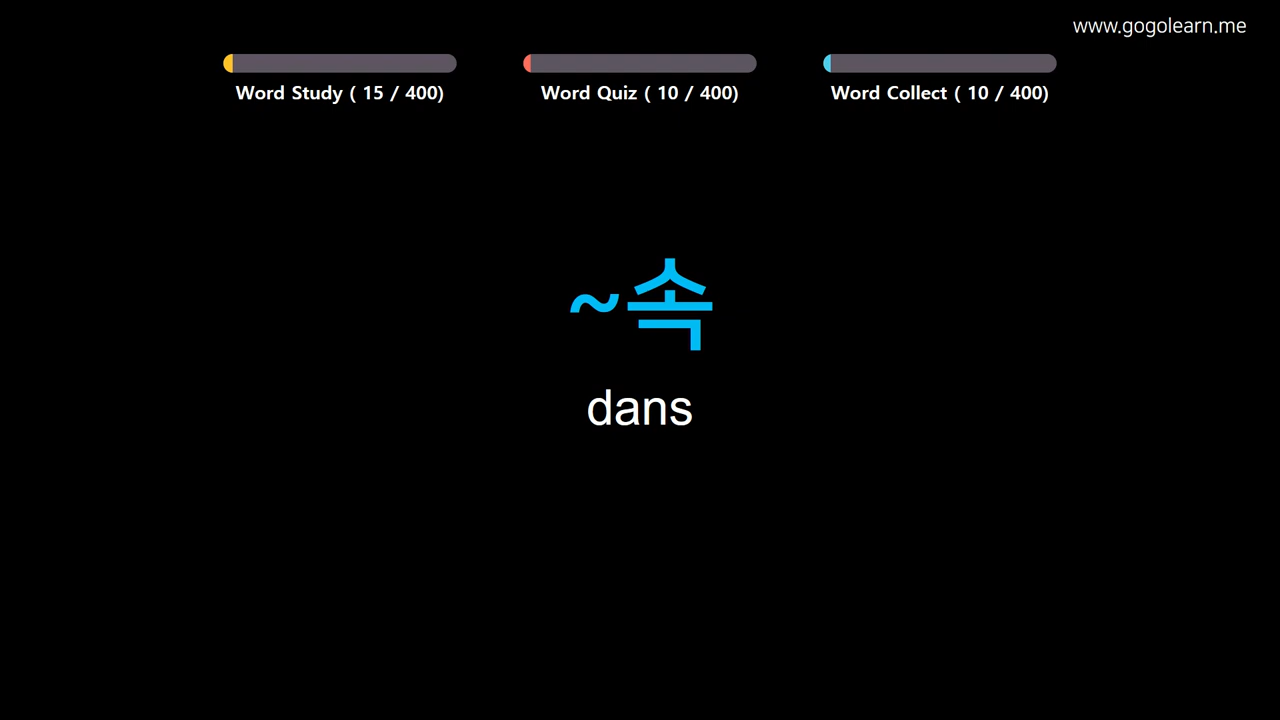 www.gogolearn.me
Word Study ( 15 / 400)
Word Quiz ( 10 / 400)
Word Collect ( 10 / 400)
~속
dans